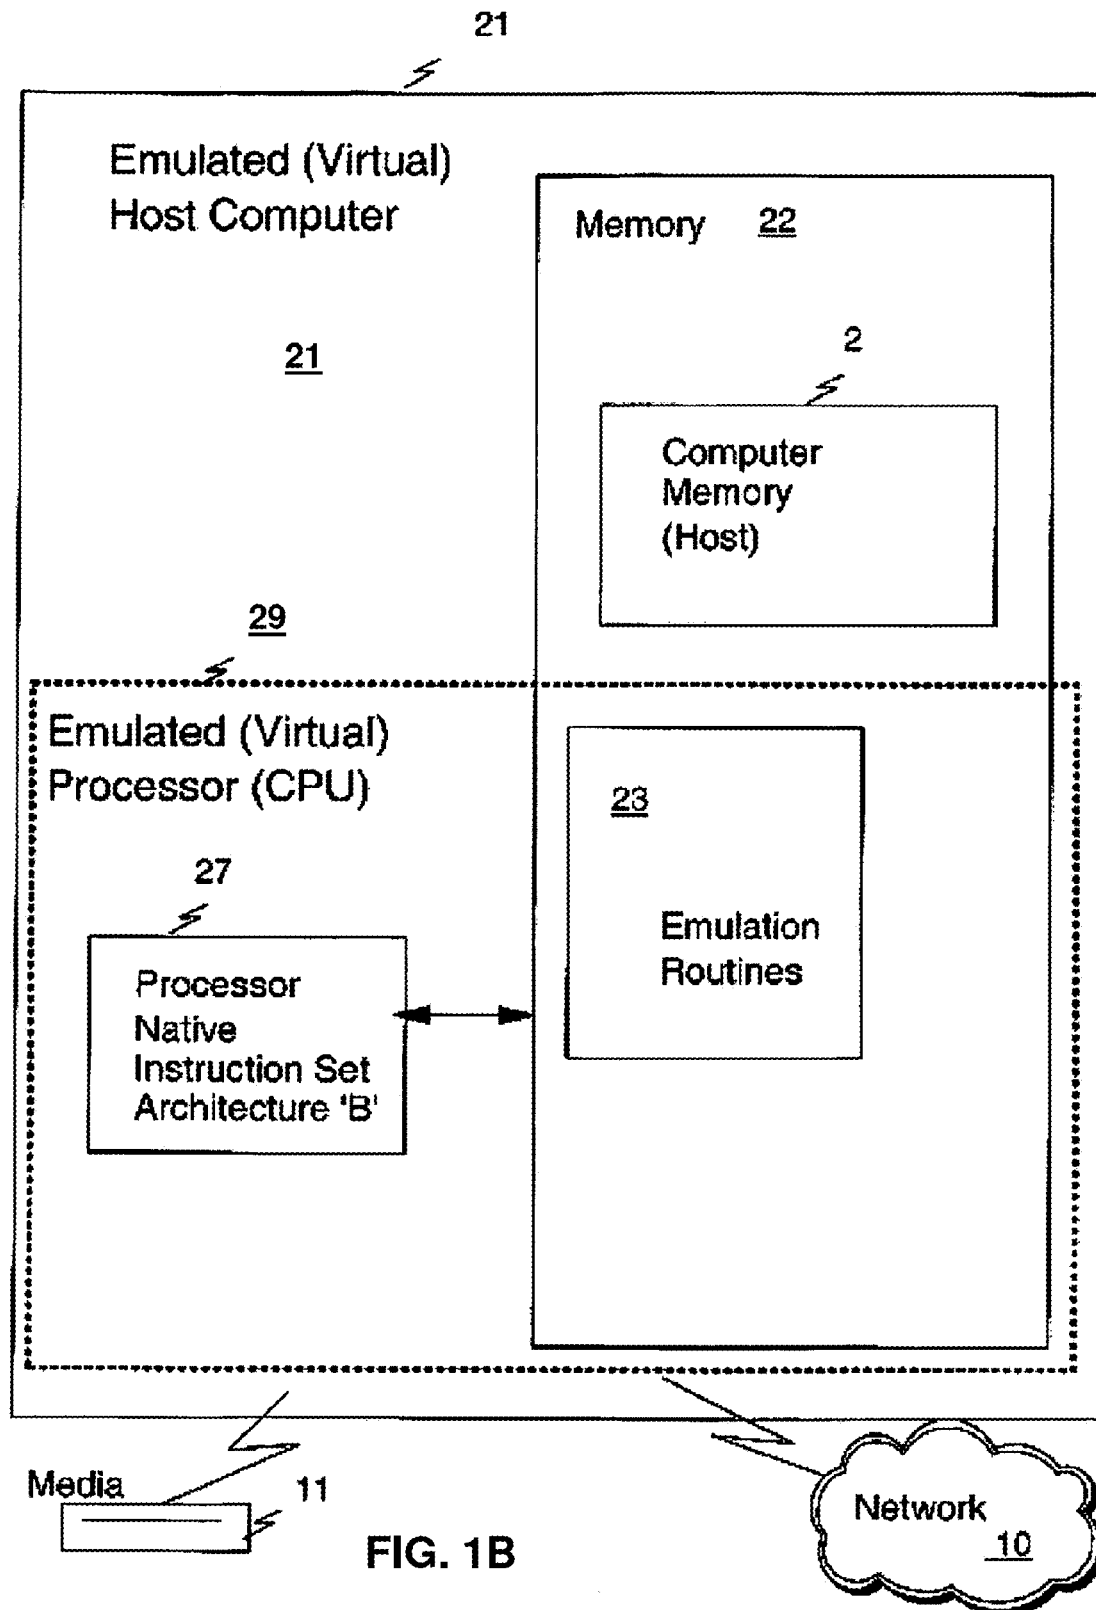 21
Emulated (Virtual)
Host Computer
21
Memory 22
2
Computer
Memory
(Host)
29
Emulated (Virtual)
Processor (CPU)
27
Processor
Native
Instruction Set
Architecture 'B'
23
Emulation
Routines
Media
11
Network
10
FIG. 1B